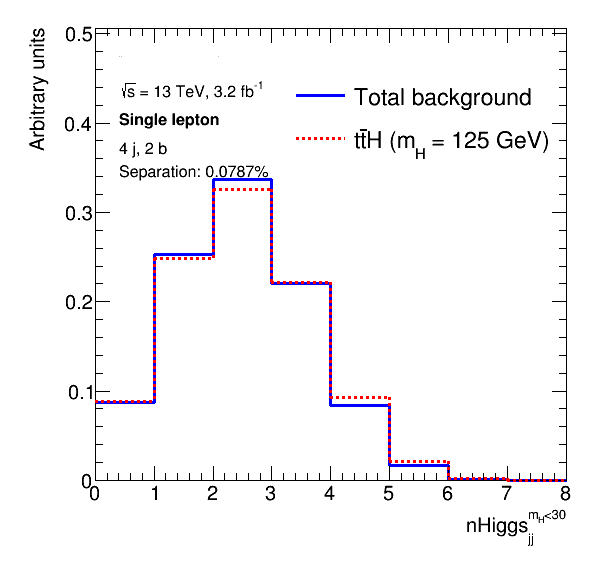 0.5
Arbitrary units
√s = 13 TeV, 3.2 fb⁻¹
Total background
Single lepton
0.4
tt̄H (m_H = 125 GeV)
4 j, 2 b
Separation: 0.0787%
0.3
0.2
0.1
0
0 1 2 3 4 5 6 7 8
nHiggs_jj^m_H<30